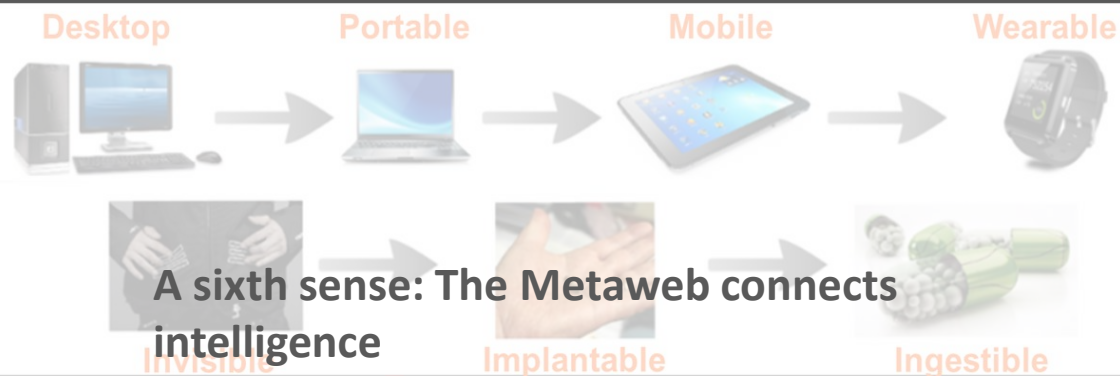 Desktop Portable Mobile Wearable
A sixth sense: The Metaweb connects
intelligence
Invisible Implantable Ingestible